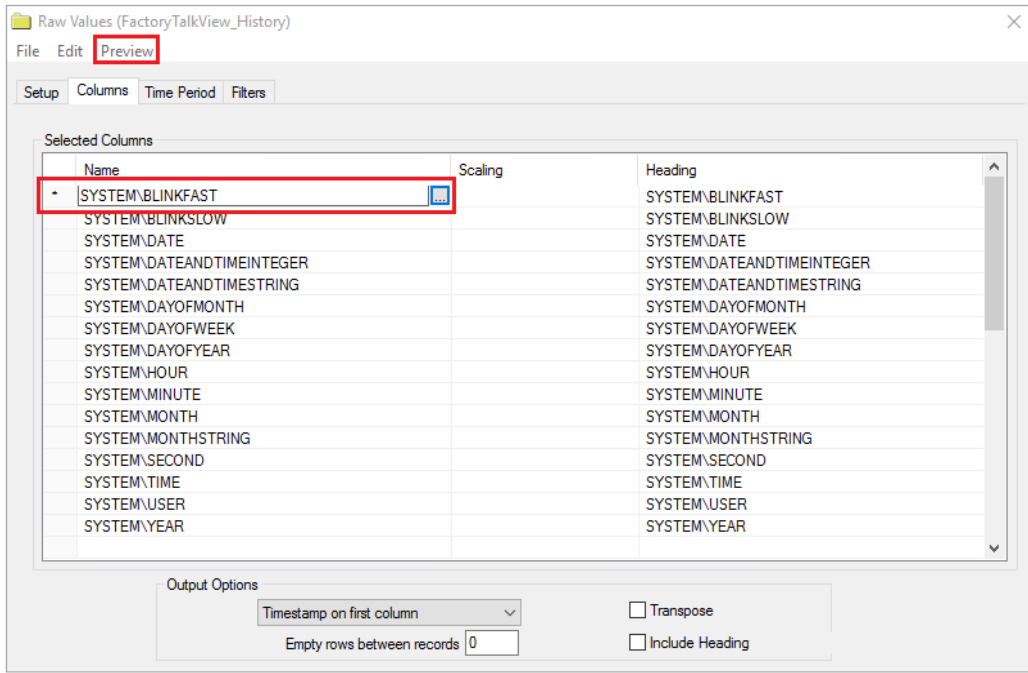 Raw Values (FactoryTalkView_History)
File Edit Preview
Setup Columns Time Period Filters
Selected Columns
Name Scaling Heading
* SYSTEM\BLINKFAST ... SYSTEM\BLINKFAST
SYSTEM\BLINKSLOW SYSTEM\BLINKSLOW
SYSTEM\DATE SYSTEM\DATE
SYSTEM\DATEANDTIMEINTEGER SYSTEM\DATEANDTIMEINTEGER
SYSTEM\DATEANDTIMESTRING SYSTEM\DATEANDTIMESTRING
SYSTEM\DAYOFMONTH SYSTEM\DAYOFMONTH
SYSTEM\DAYOFWEEK SYSTEM\DAYOFWEEK
SYSTEM\DAYOFYEAR SYSTEM\DAYOFYEAR
SYSTEM\HOUR SYSTEM\HOUR
SYSTEM\MINUTE SYSTEM\MINUTE
SYSTEM\MONTH SYSTEM\MONTH
SYSTEM\MONTHSTRING SYSTEM\MONTHSTRING
SYSTEM\SECOND SYSTEM\SECOND
SYSTEM\TIME SYSTEM\TIME
SYSTEM\USER SYSTEM\USER
SYSTEM\YEAR SYSTEM\YEAR
Output Options
Timestamp on first column Transpose
Empty rows between records 0 Include Heading